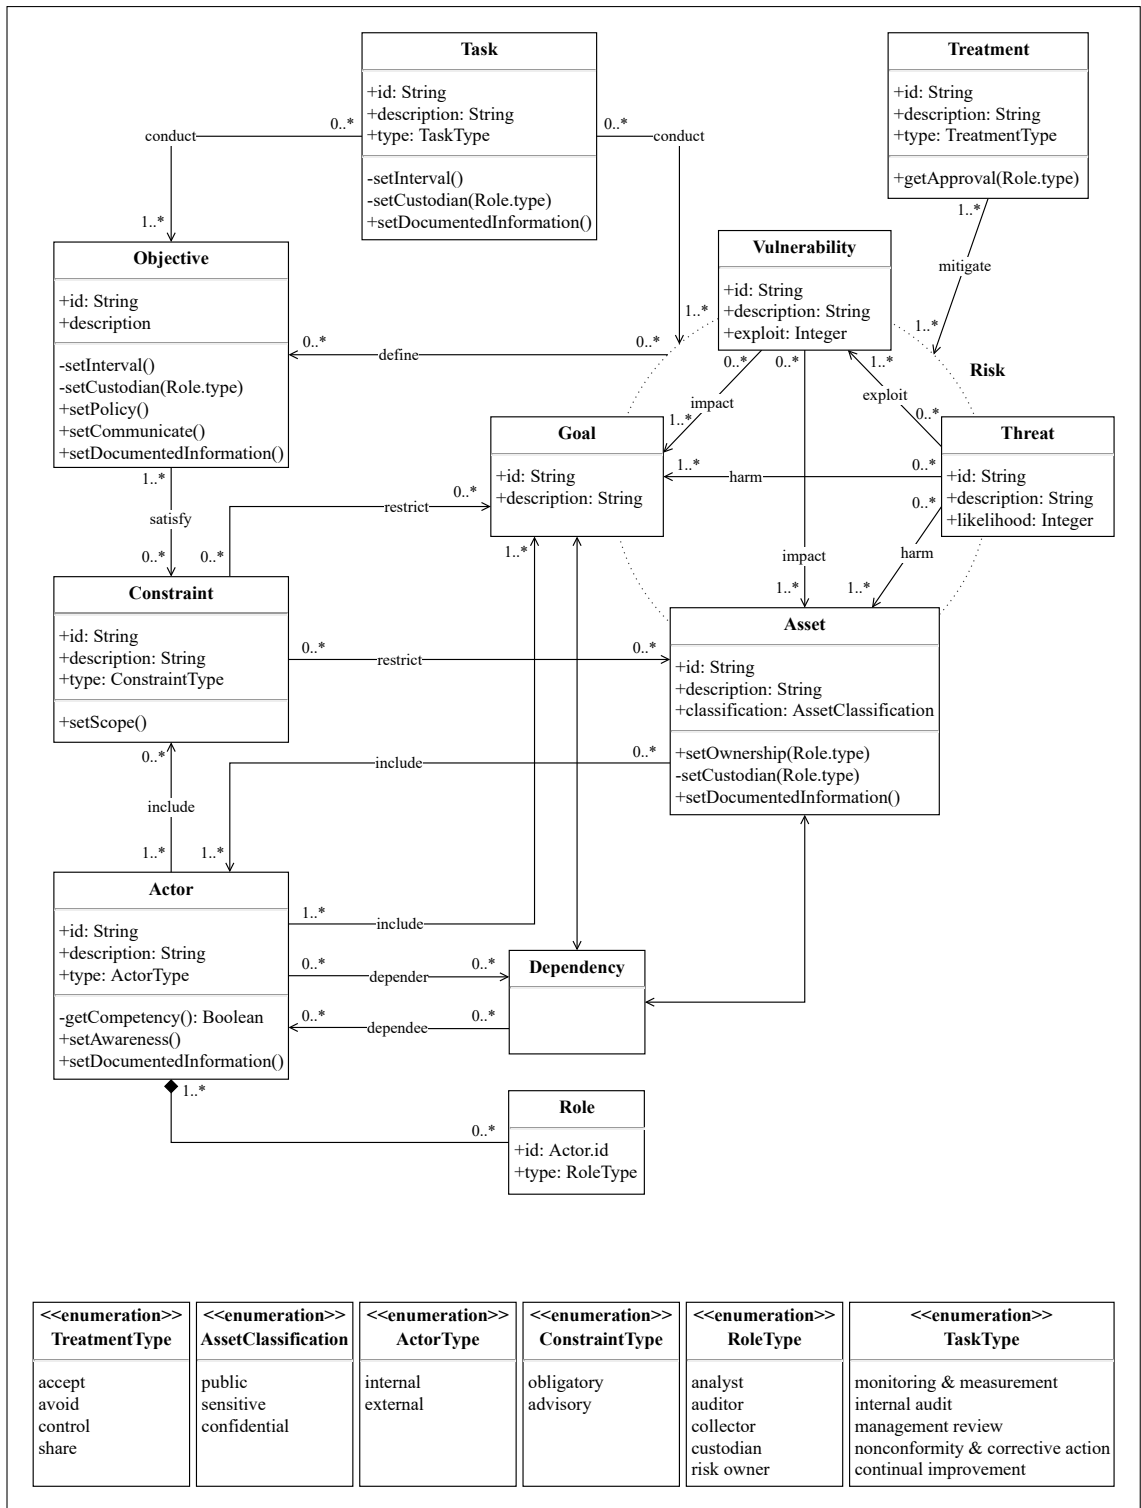 Task
+id: String
+description: String
+type: TaskType
-setInterval()
-setCustodian(Role.type)
+setDocumentedInformation()
Treatment
+id: String
+description: String
+type: TreatmentType
+getApproval(Role.type)
0..*
conduct
1..*
0..*
conduct
1..*
1..*
mitigate
1..*
Objective
+id: String
+description
-setInterval()
-setCustodian(Role.type)
+setPolicy()
+setCommunicate()
+setDocumentedInformation()
Vulnerability
+id: String
+description: String
+exploit: Integer
0..*
define
0..*
Risk
0..*
impact
1..*
0..*
impact
1..*
1..*
exploit
0..*
Goal
+id: String
+description: String
Threat
+id: String
+description: String
+likelihood: Integer
1..*
harm
0..*
0..*
harm
1..*
1..*
satisfy
0..*
0..*
restrict
0..*
1..*
Constraint
+id: String
+description: String
+type: ConstraintType
+setScope()
0..*
restrict
0..*
Asset
+id: String
+description: String
+classification: AssetClassification
+setOwnership(Role.type)
-setCustodian(Role.type)
+setDocumentedInformation()
0..*
include
1..*
include
0..*
1..*
Actor
+id: String
+description: String
+type: ActorType
-getCompetency(): Boolean
+setAwareness()
+setDocumentedInformation()
1..*
include
0..*
depender
0..*
0..*
dependee
0..*
Dependency
1..*
0..*
Role
+id: Actor.id
+type: RoleType
<<enumeration>>
TreatmentType
accept
avoid
control
share
<<enumeration>>
AssetClassification
public
sensitive
confidential
<<enumeration>>
ActorType
internal
external
<<enumeration>>
ConstraintType
obligatory
advisory
<<enumeration>>
RoleType
analyst
auditor
collector
custodian
risk owner
<<enumeration>>
TaskType
monitoring & measurement
internal audit
management review
nonconformity & corrective action
continual improvement